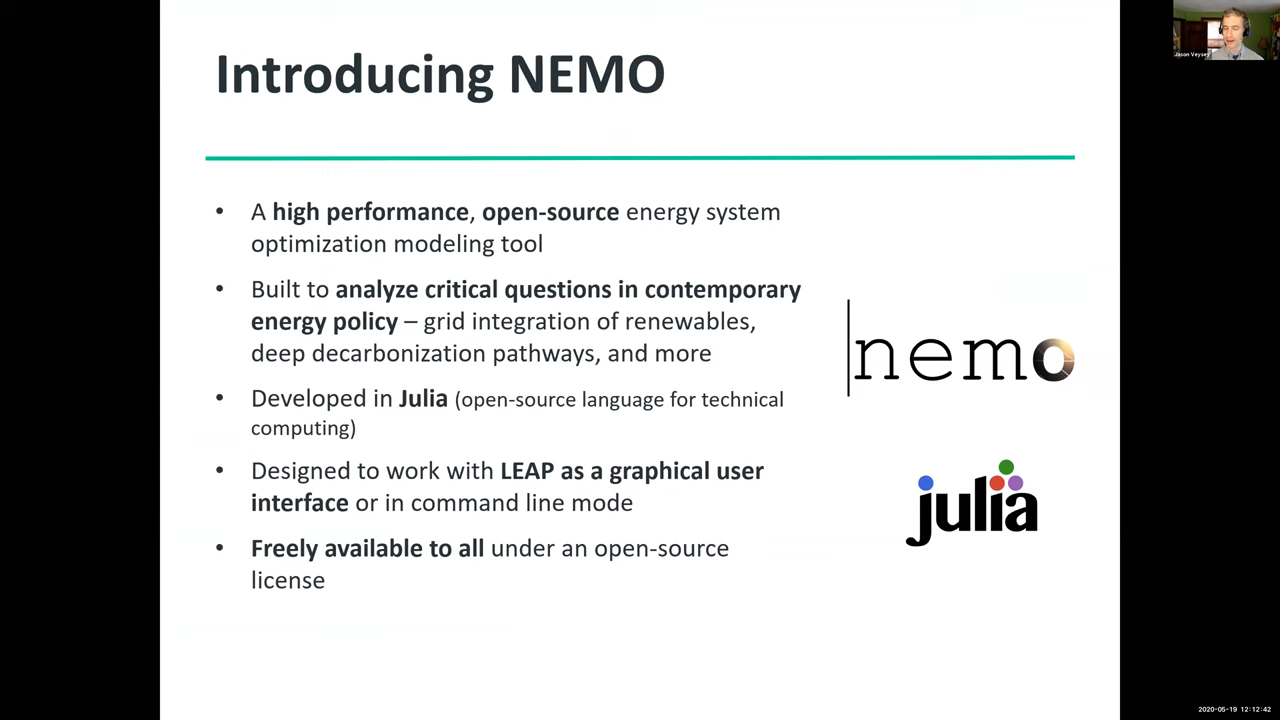 Introducing NEMO
• A high performance, open-source energy system
optimization modeling tool
• Built to analyze critical questions in contemporary
energy policy – grid integration of renewables,
deep decarbonization pathways, and more
• Developed in Julia (open-source language for technical
computing)
• Designed to work with LEAP as a graphical user
interface or in command line mode
• Freely available to all under an open-source
license
nemo
julia
Jason Veysey
2020-05-19 12:12:42